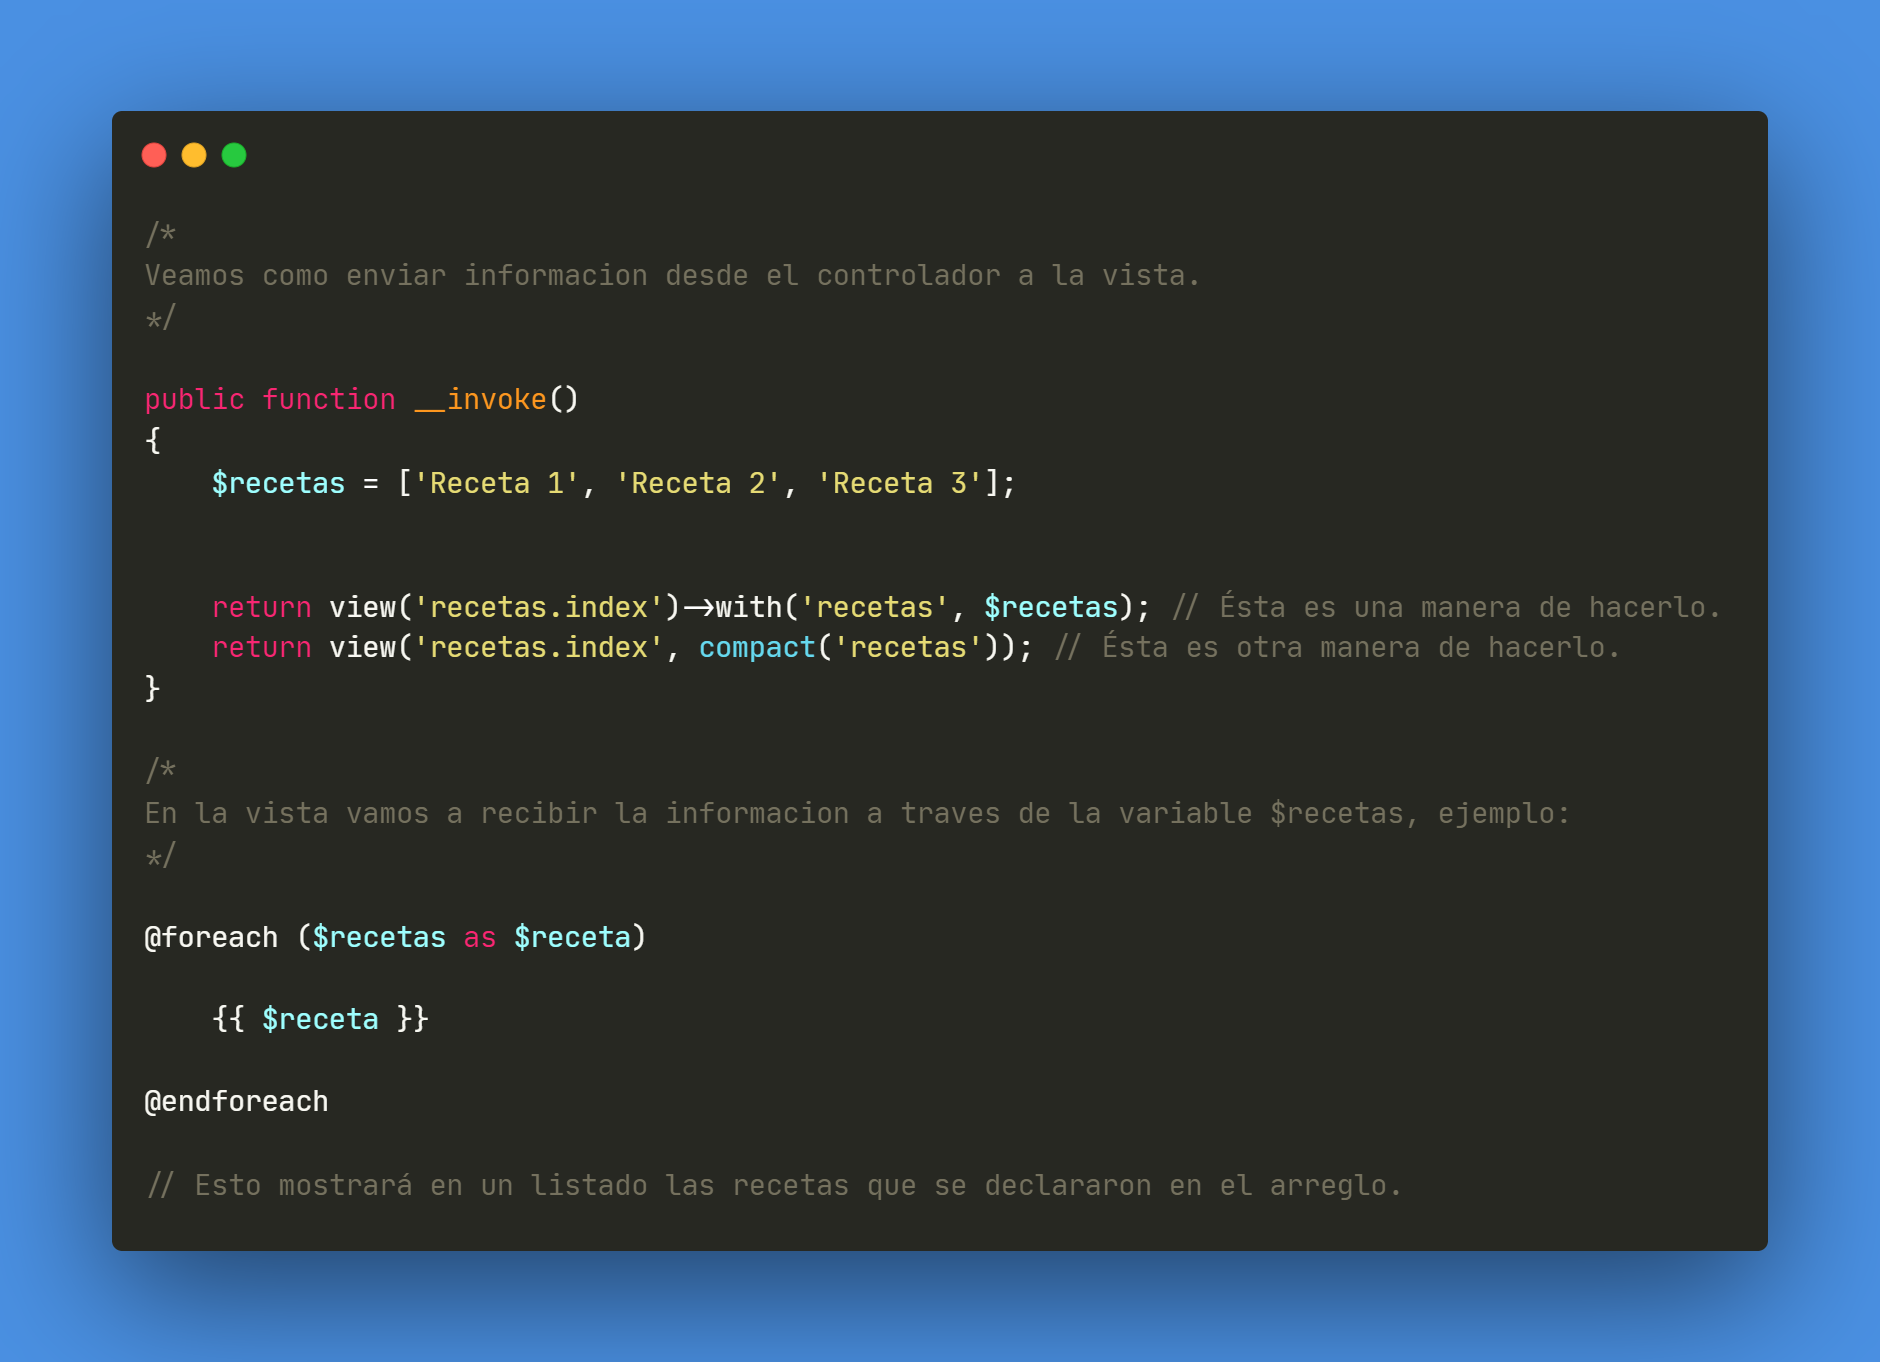 /*
Veamos como enviar informacion desde el controlador a la vista.
*/
public function __invoke()
{
    $recetas = ['Receta 1', 'Receta 2', 'Receta 3'];
    return view('recetas.index')->with('recetas', $recetas); // Ésta es una manera de hacerlo.
    return view('recetas.index', compact('recetas')); // Ésta es otra manera de hacerlo.
}
/*
En la vista vamos a recibir la informacion a traves de la variable $recetas, ejemplo:
*/
@foreach ($recetas as $receta)
    {{ $receta }}
@endforeach
// Esto mostrará en un listado las recetas que se declararon en el arreglo.